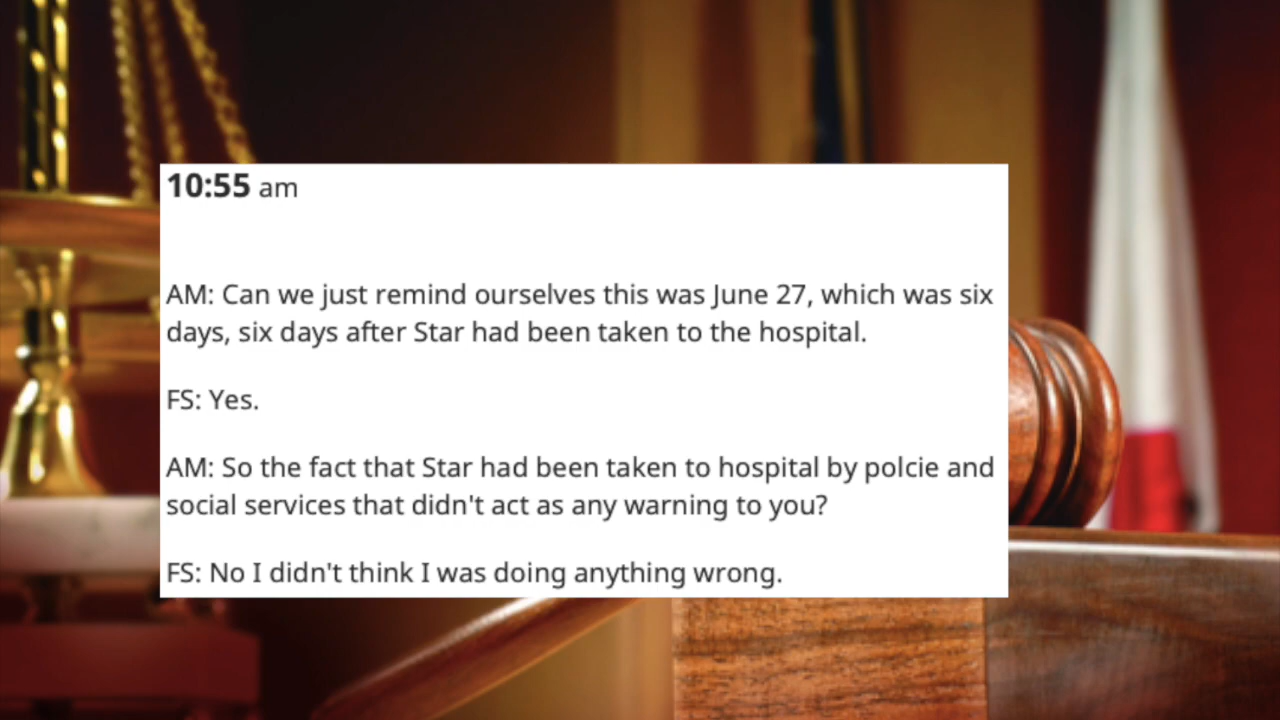 10:55 am
AM: Can we just remind ourselves this was June 27, which was six
days, six days after Star had been taken to the hospital.
FS: Yes.
AM: So the fact that Star had been taken to hospital by polcie and
social services that didn't act as any warning to you?
FS: No I didn't think I was doing anything wrong.